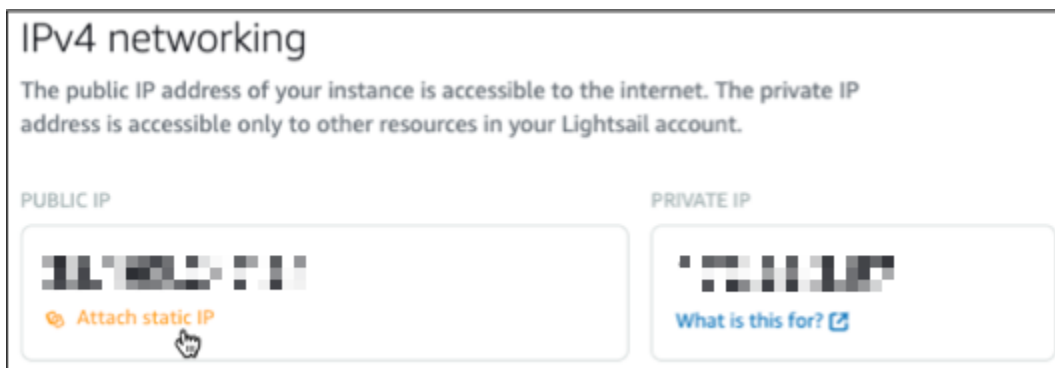 IPv4 networking
The public IP address of your instance is accessible to the internet. The private IP
address is accessible only to other resources in your Lightsail account.
PUBLIC IP
PRIVATE IP
Attach static IP
What is this for?